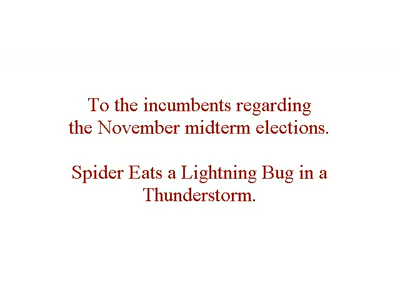 To the incumbents regarding
the November midterm elections.
Spider Eats a Lightning Bug in a
Thunderstorm.